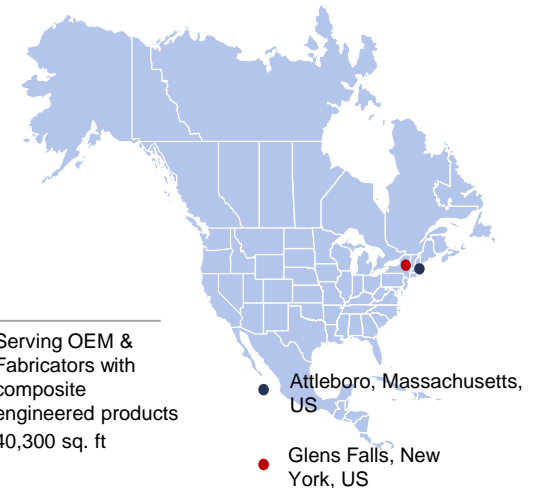 Serving OEM &
Fabricators with
composite
engineered products
40,300 sq. ft
Attleboro, Massachusetts,
US
Glens Falls, New
York, US